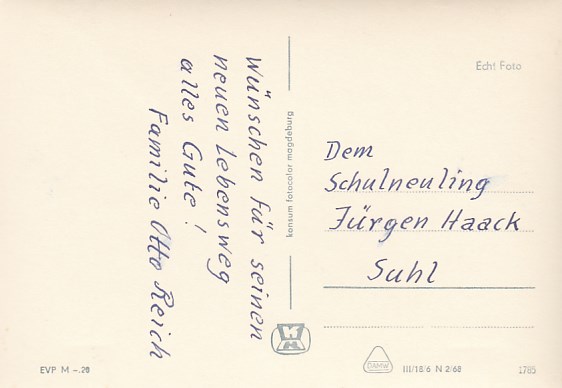 Wünschen für seinen
neuen Lebensweg
alles Gute!
Familie Otto Reich
konsum fotocolor magdeburg
Echt Foto
Dem
Schulneuling
Jürgen Haack
Suhl
EVP M -.20
DAMW
III/18/6 N 2/68
1785